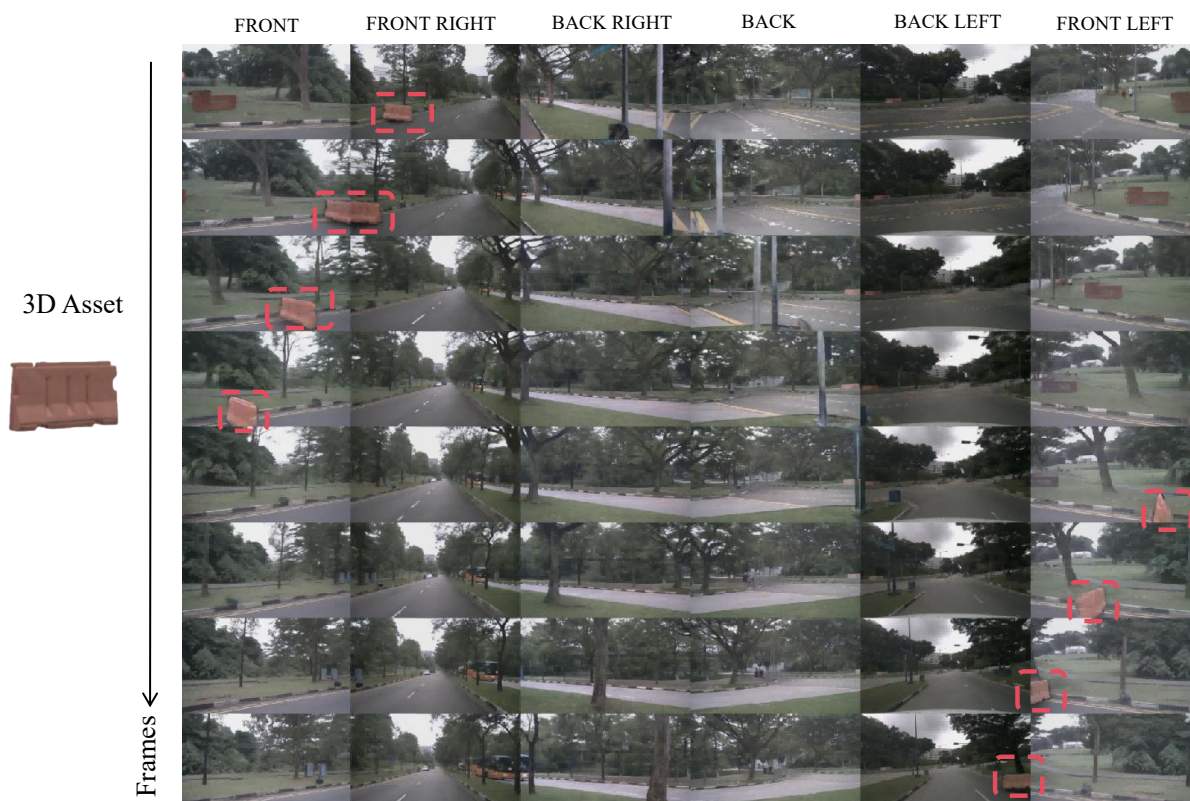 FRONT
FRONT RIGHT
BACK RIGHT
BACK
BACK LEFT
FRONT LEFT
3D Asset
Frames